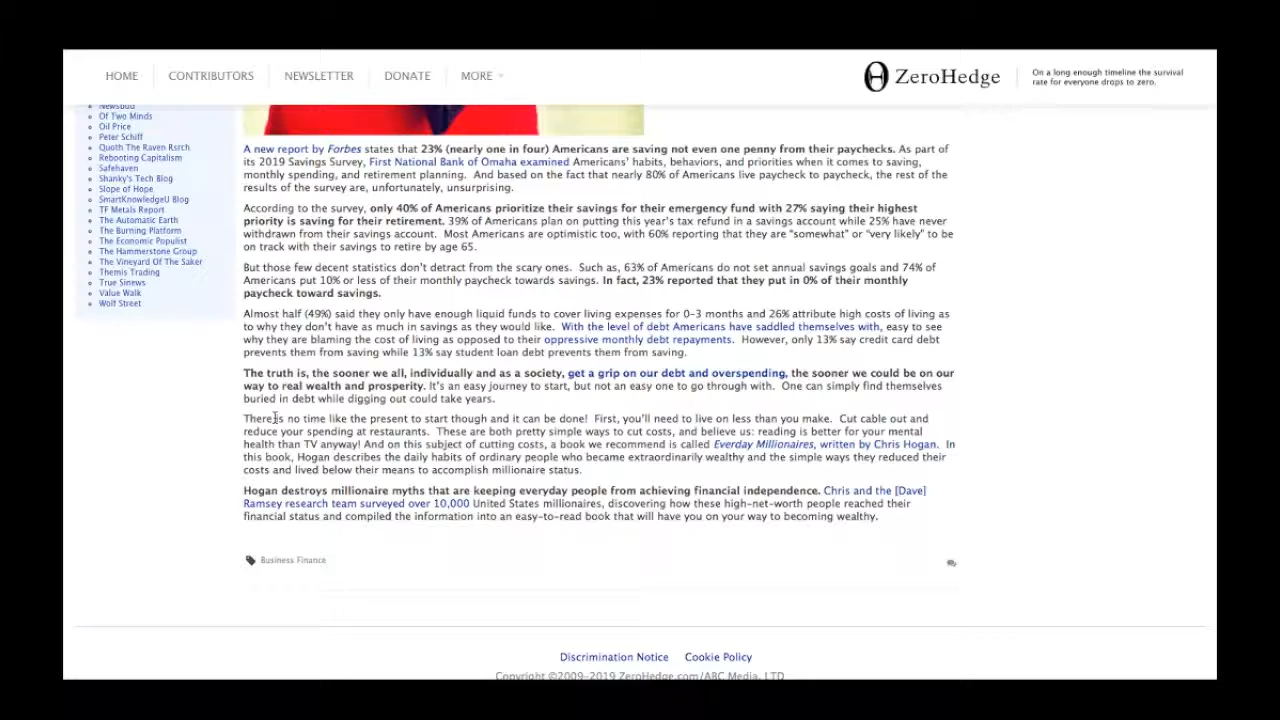 HOME
CONTRIBUTORS
NEWSLETTER
DONATE
MORE
ZeroHedge
On a long enough timeline the survival
rate for everyone drops to zero.
Newsbud
Of Two Minds
Oil Price
Peter Schiff
Quoth The Raven Rsrch
Rebooting Capitalism
Safehaven
Shanky's Tech Blog
Slope of Hope
SmartKnowledgeU Blog
TF Metals Report
The Automatic Earth
The Burning Platform
The Economic Populist
The Hammerstone Group
The Vineyard Of The Saker
Themis Trading
True Sinews
Value Walk
Wolf Street
A new report by Forbes states that 23% (nearly one in four) Americans are saving not even one penny from their paychecks. As part of
its 2019 Savings Survey, First National Bank of Omaha examined Americans' habits, behaviors, and priorities when it comes to saving,
monthly spending, and retirement planning. And based on the fact that nearly 80% of Americans live paycheck to paycheck, the rest of the
results of the survey are, unfortunately, unsurprising.
According to the survey, only 40% of Americans prioritize their savings for their emergency fund with 27% saying their highest
priority is saving for their retirement. 39% of Americans plan on putting this year's tax refund in a savings account while 25% have never
withdrawn from their savings account. Most Americans are optimistic too, with 60% reporting that they are “somewhat” or “very likely” to be
on track with their savings to retire by age 65.
But those few decent statistics don't detract from the scary ones. Such as, 63% of Americans do not set annual savings goals and 74% of
Americans put 10% or less of their monthly paycheck towards savings. In fact, 23% reported that they put in 0% of their monthly
paycheck toward savings.
Almost half (49%) said they only have enough liquid funds to cover living expenses for 0-3 months and 26% attribute high costs of living as
to why they don't have as much in savings as they would like. With the level of debt Americans have saddled themselves with, easy to see
why they are blaming the cost of living as opposed to their oppressive monthly debt repayments. However, only 13% say credit card debt
prevents them from saving while 13% say student loan debt prevents them from saving.
The truth is, the sooner we all, individually and as a society, get a grip on our debt and overspending, the sooner we could be on our
way to real wealth and prosperity. It's an easy journey to start, but not an easy one to go through with. One can simply find themselves
buried in debt while digging out could take years.
There is no time like the present to start though and it can be done! First, you'll need to live on less than you make. Cut cable out and
reduce your spending at restaurants. These are both pretty simple ways to cut costs, and believe us: reading is better for your mental
health than TV anyway! And on this subject of cutting costs, a book we recommend is called Everday Millionaires, written by Chris Hogan. In
this book, Hogan describes the daily habits of ordinary people who became extraordinarily wealthy and the simple ways they reduced their
costs and lived below their means to accomplish millionaire status.
Hogan destroys millionaire myths that are keeping everyday people from achieving financial independence. Chris and the [Dave]
Ramsey research team surveyed over 10,000 United States millionaires, discovering how these high-net-worth people reached their
financial status and compiled the information into an easy-to-read book that will have you on your way to becoming wealthy.
Business Finance
Discrimination Notice
Cookie Policy
Copyright ©2009-2019 ZeroHedge.com/ABC Media, LTD